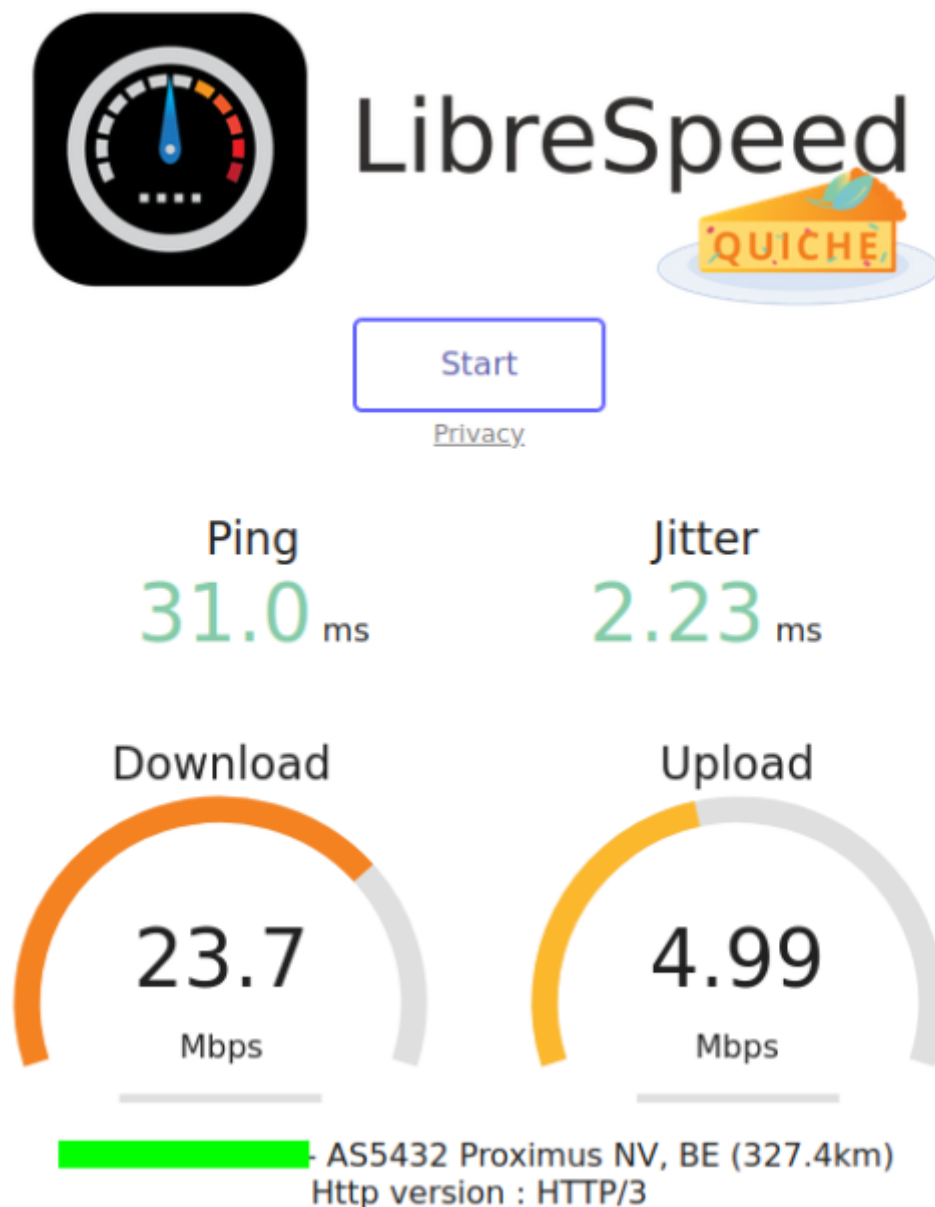 LibreSpeed
QUICHE
Start
Privacy
Ping Jitter
31.0 ms 2.23 ms
Download Upload
23.7 4.99
Mbps Mbps
- AS5432 Proximus NV, BE (327.4km)
Http version : HTTP/3